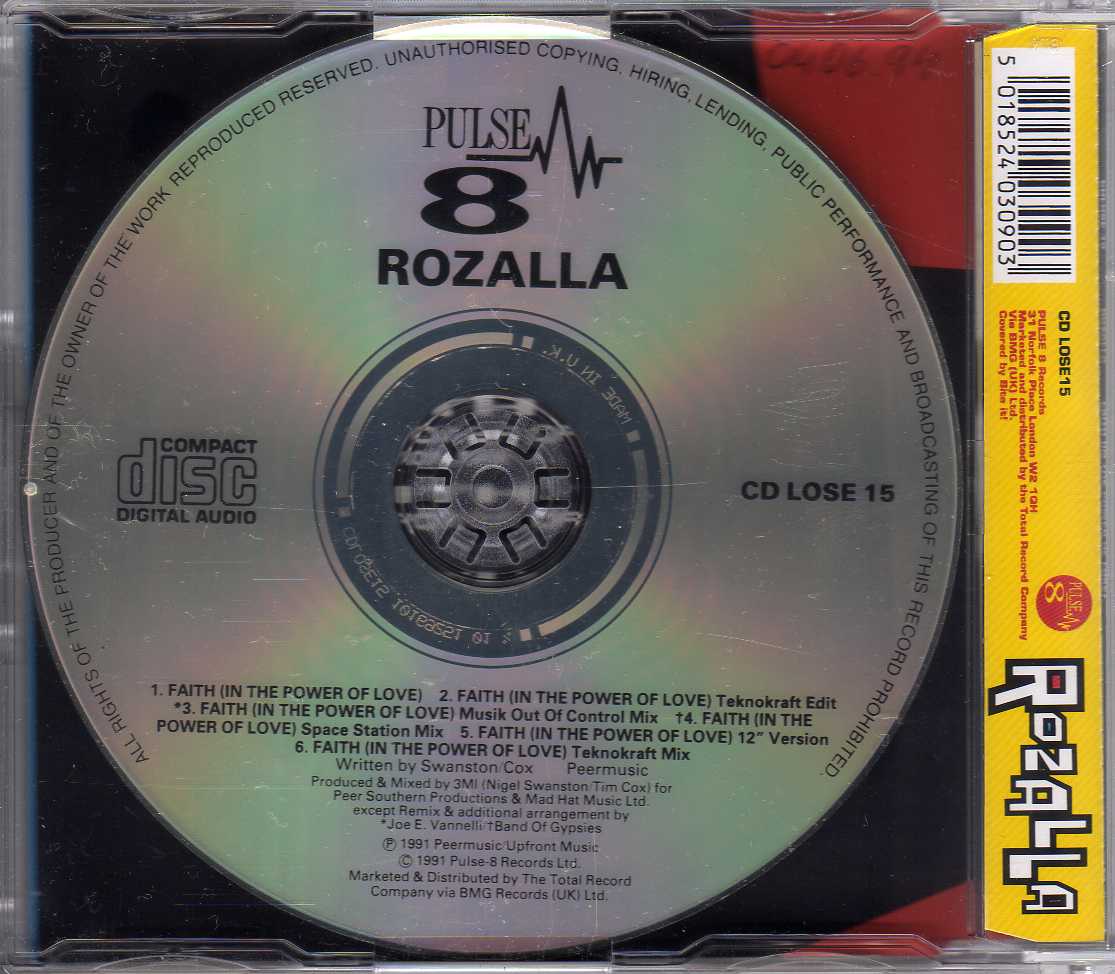 ALL RIGHTS OF THE PRODUCER AND OF THE OWNER OF THE WORK REPRODUCED RESERVED. UNAUTHORISED COPYING, HIRING, LENDING, PUBLIC PERFORMANCE AND BROADCASTING OF THIS RECORD PROHIBITED.
PULSE
8
ROZALLA
MADE IN U.K.
COMPACT
disc
DIGITAL AUDIO
CD LOSE 15
1. FAITH (IN THE POWER OF LOVE) 2. FAITH (IN THE POWER OF LOVE) Teknokraft Edit
*3. FAITH (IN THE POWER OF LOVE) Musik Out Of Control Mix †4. FAITH (IN THE
POWER OF LOVE) Space Station Mix 5. FAITH (IN THE POWER OF LOVE) 12" Version
6. FAITH (IN THE POWER OF LOVE) Teknokraft Mix
Written by Swanston/Cox Peermusic
Produced & Mixed by 3MI (Nigel Swanston/Tim Cox) for
Peer Southern Productions & Mad Hat Music Ltd.
except Remix & additional arrangement by
*Joe E. Vannelli/†Band Of Gypsies
℗ 1991 Peermusic/Upfront Music
© 1991 Pulse-8 Records Ltd.
Marketed & Distributed by The Total Record
Company via BMG Records (UK) Ltd.
5 018524 030903
CD LOSE15
PULSE 8 Records
31 Norfolk Place London W2 1QH
Marketed and distributed by the Total Record Company
Via BMG (UK) Ltd.
Covered by Bite it!
PULSE
8
ROZALLA